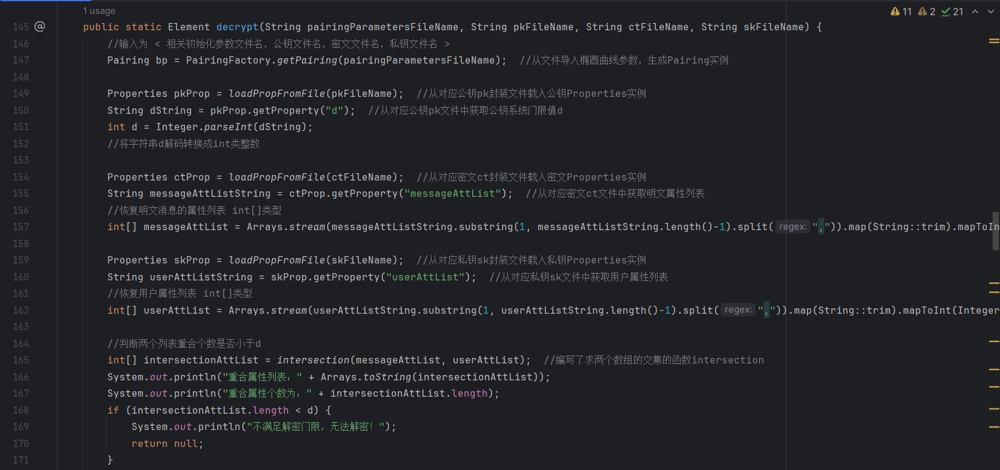 1 usage
11 2 21
145 @ public static Element decrypt(String pairingParametersFileName, String pkFileName, String ctFileName, String skFileName) {
146 //输入为 < 相关初始化参数文件名，公钥文件名，密文文件名，私钥文件名 >
147 Pairing bp = PairingFactory.getPairing(pairingParametersFileName); //从文件导入椭圆曲线参数，生成Pairing实例
148
149 Properties pkProp = loadPropFromFile(pkFileName); //从对应公钥pk封装文件载入公钥Properties实例
150 String dString = pkProp.getProperty("d"); //从对应公钥pk文件中获取公钥系统门限值d
151 int d = Integer.parseInt(dString);
152 //将字符串d解码转换成int类整数
153
154 Properties ctProp = loadPropFromFile(ctFileName); //从对应密文ct封装文件载入密文Properties实例
155 String messageAttListString = ctProp.getProperty("messageAttList"); //从对应密文ct文件中获取明文属性列表
156 //恢复明文消息的属性列表 int[]类型
157 int[] messageAttList = Arrays.stream(messageAttListString.substring(1, messageAttListString.length()-1).split( regex: ",")).map(String::trim).mapToIn
158
159 Properties skProp = loadPropFromFile(skFileName); //从对应私钥sk封装文件载入私钥Properties实例
160 String userAttListString = skProp.getProperty("userAttList"); //从对应私钥sk文件中获取用户属性列表
161 //恢复用户属性列表 int[]类型
162 int[] userAttList = Arrays.stream(userAttListString.substring(1, userAttListString.length()-1).split( regex: ",")).map(String::trim).mapToInt(Integer
163
164 //判断两个列表重合个数是否小于d
165 int[] intersectionAttList = intersection(messageAttList, userAttList); //编写了求两个数组的交集的函数intersection
166 System.out.println("重合属性列表：" + Arrays.toString(intersectionAttList));
167 System.out.println("重合属性个数为：" + intersectionAttList.length);
168 if (intersectionAttList.length < d) {
169 System.out.println("不满足解密门限，无法解密！");
170 return null;
171 }